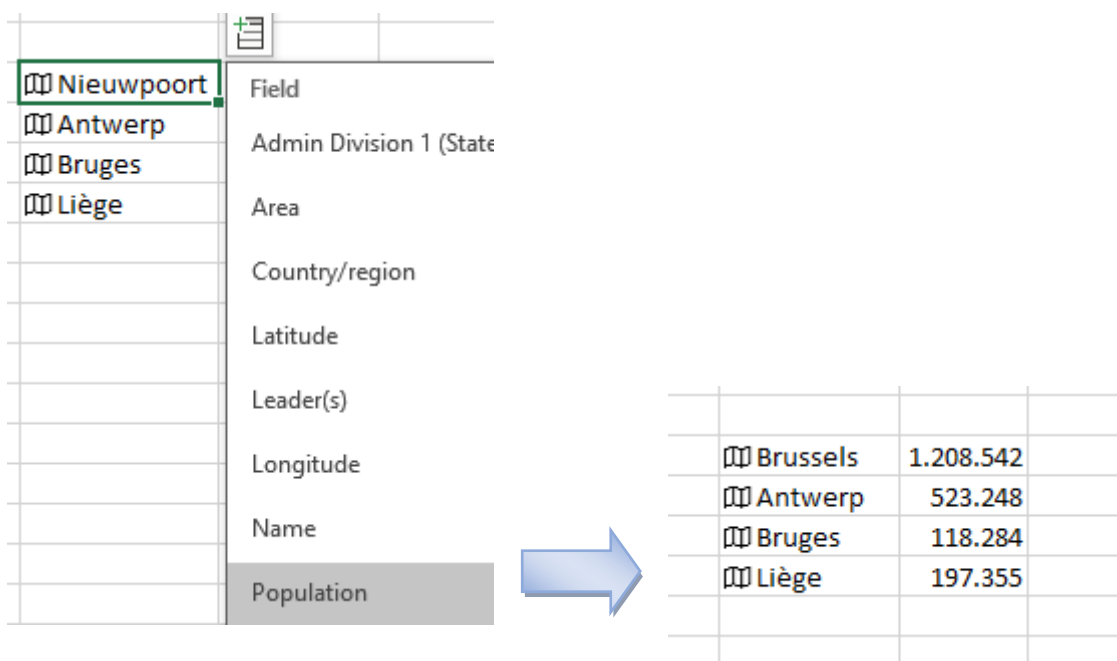 Nieuwpoort
Antwerp
Bruges
Liège
Field
Admin Division 1 (State
Area
Country/region
Latitude
Leader(s)
Longitude
Name
Population
Brussels 1.208.542
Antwerp 523.248
Bruges 118.284
Liège 197.355